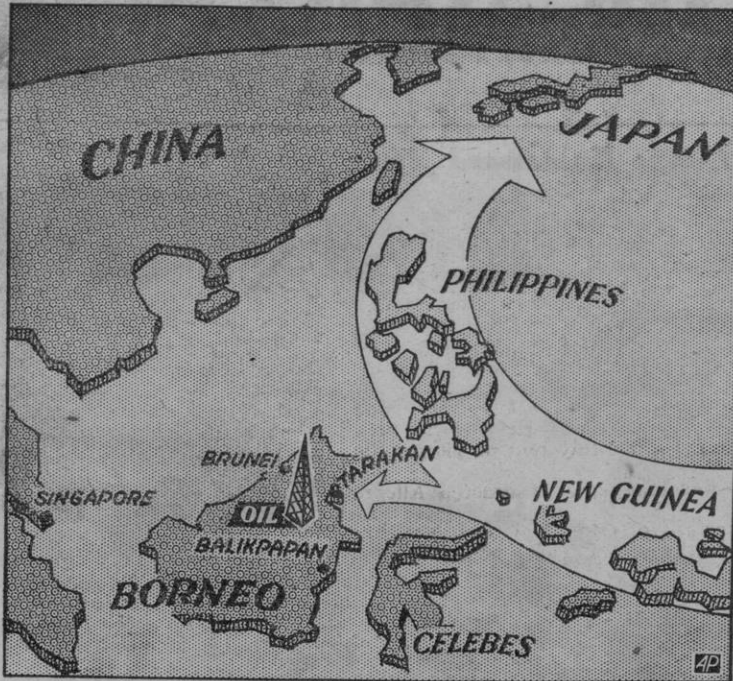 CHINA
JAPAN
PHILIPPINES
BRUNEI
TARAKAN
SINGAPORE
OIL
NEW GUINEA
BALIKPAPAN
BORNEO
CELEBES
AP